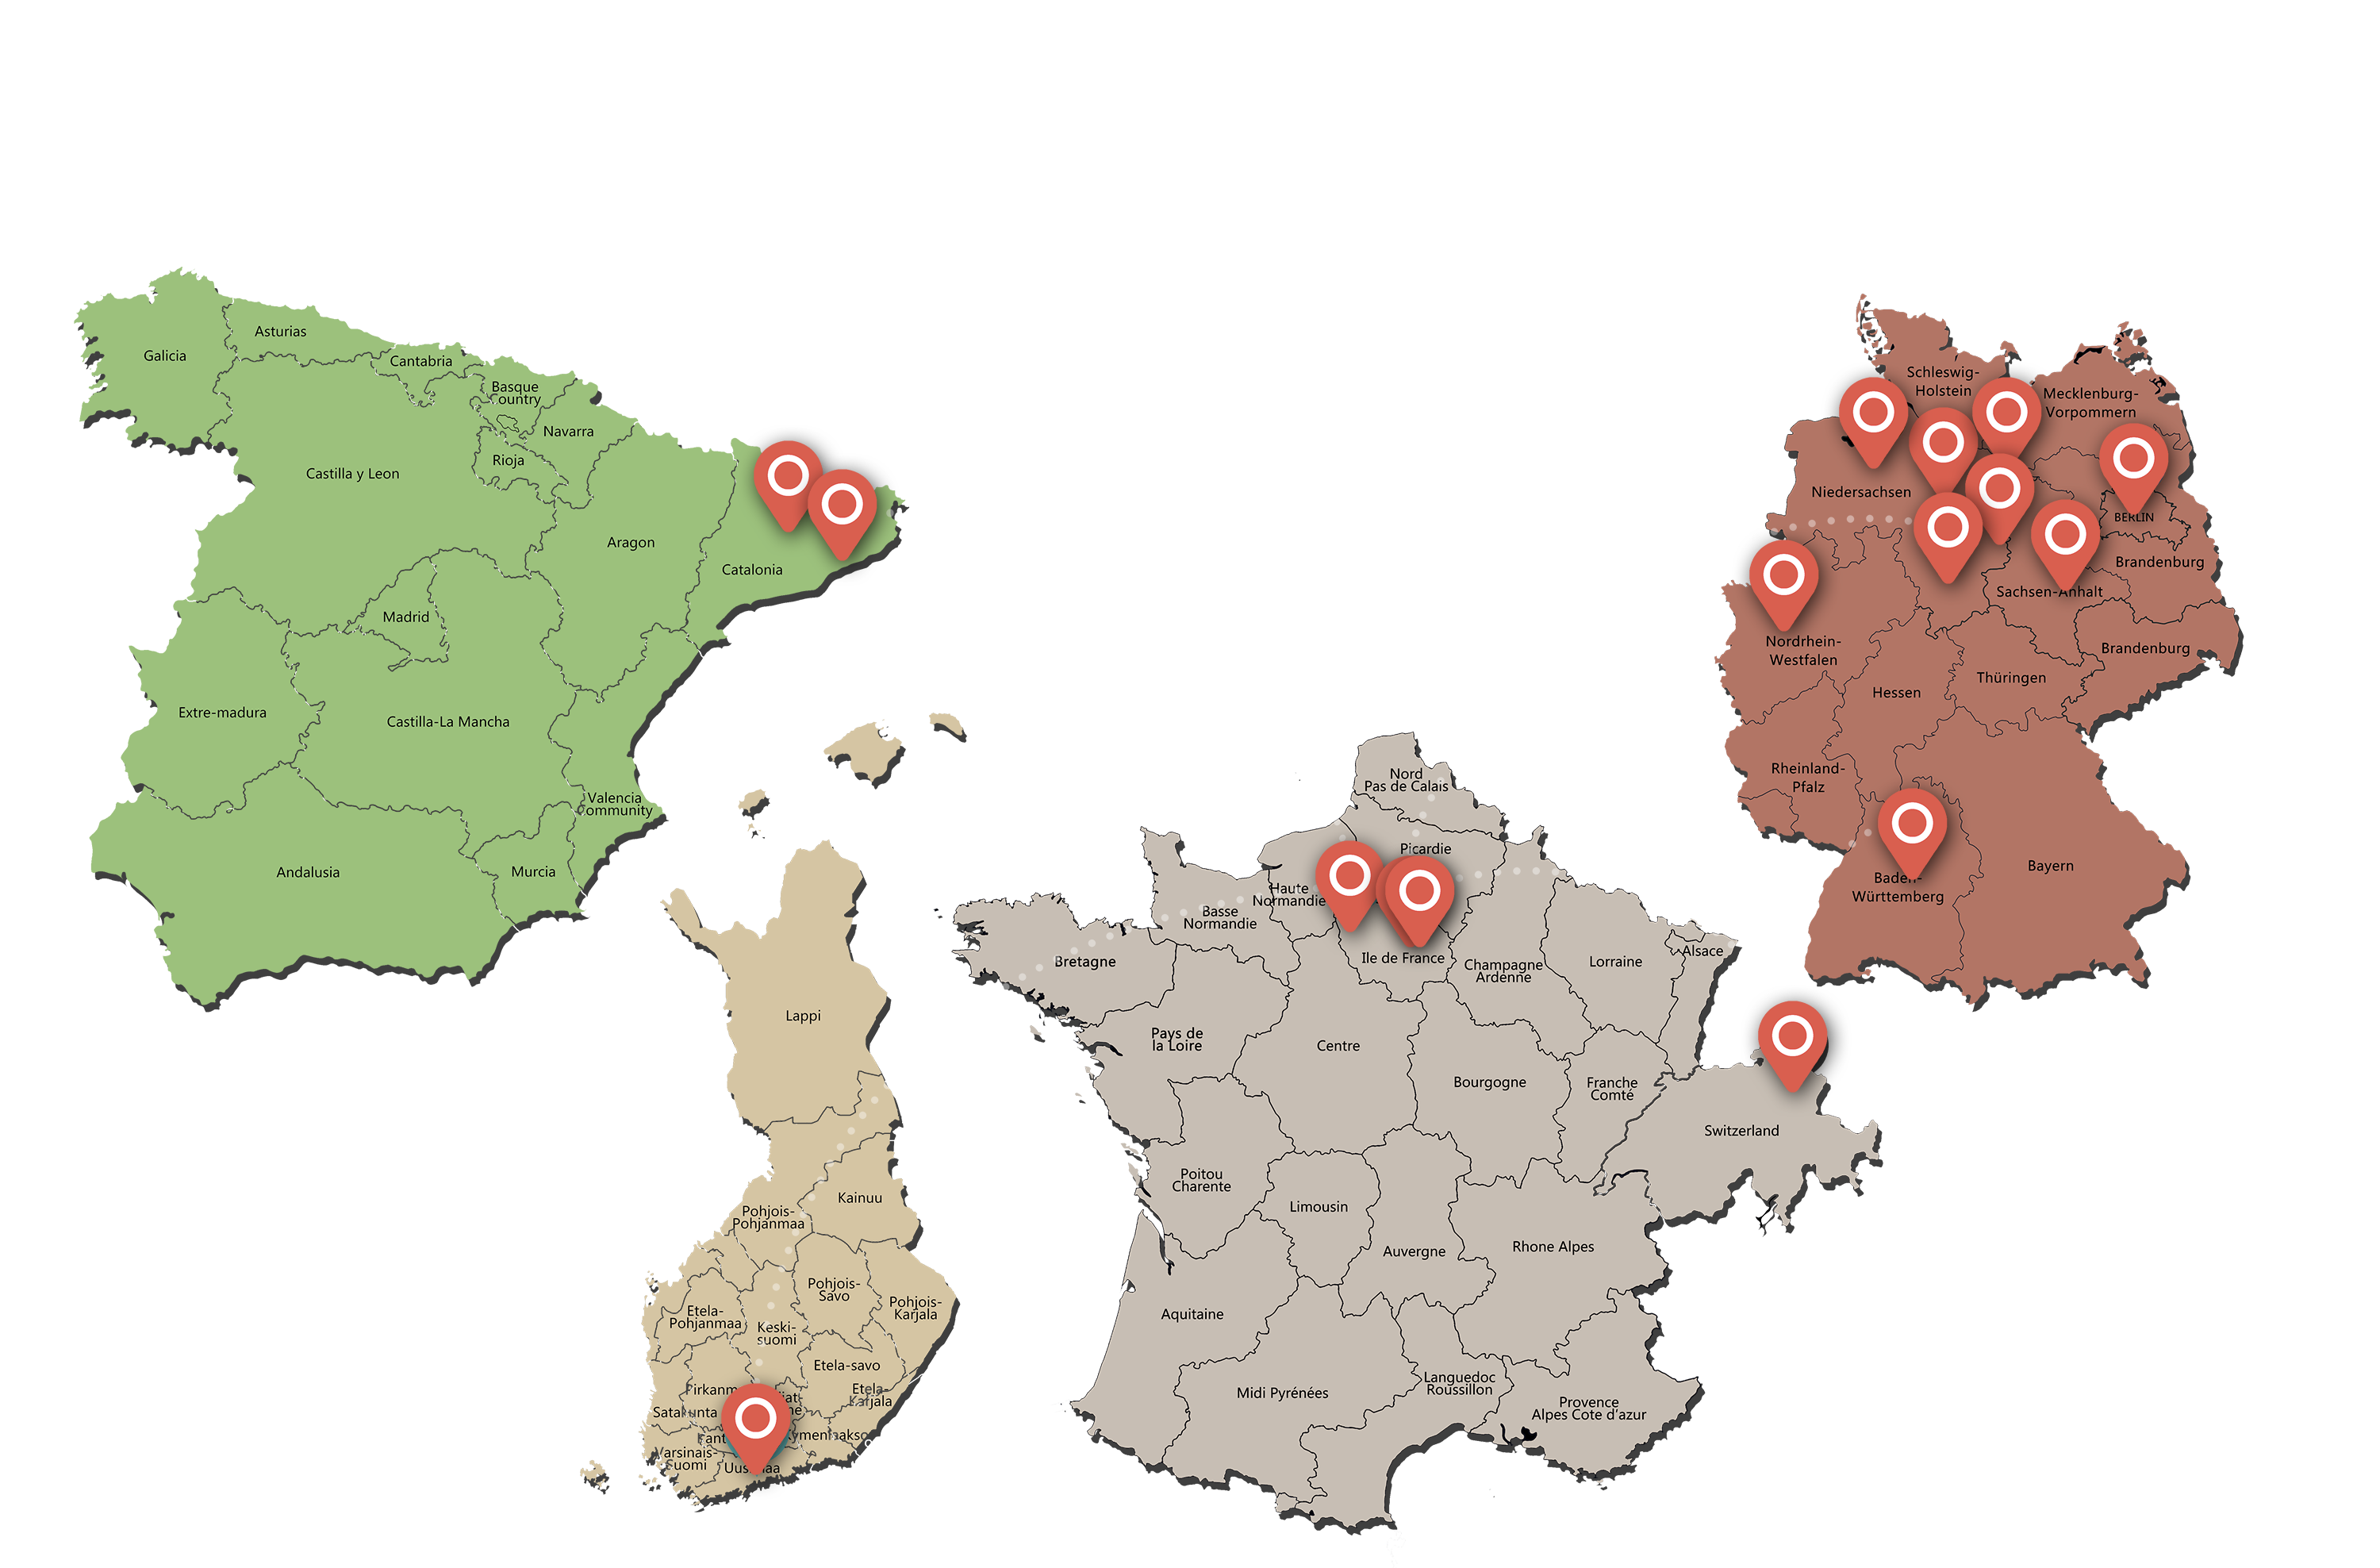 Galicia
Asturias
Cantabria
Basque
Country
Navarra
Rioja
Castilla y Leon
Aragon
Catalonia
Madrid
Extre-madura
Castilla-La Mancha
Valencia
Community
Andalusia
Murcia
Lappi
Kainuu
Pohjois-
Pohjanmaa
Pohjois-
Savo
Pohjois-
Karjala
Etela-
Pohjanmaa
Keski-
suomi
Etela-savo
Etela-
Karjala
Satakunta
Varsinais-
Suomi
Nord
Pas de Calais
Picardie
Haute
Normandie
Basse
Normandie
Bretagne
Ile de France
Champagne
Ardenne
Lorraine
Alsace
Pays de
la Loire
Centre
Bourgogne
Franche
Comté
Switzerland
Poitou
Charente
Limousin
Auvergne
Rhone Alpes
Aquitaine
Midi Pyrénées
Languedoc
Roussillon
Provence
Alpes Cote d'azur
Schleswig-
Holstein
Mecklenburg-
Vorpommern
Niedersachsen
BERLIN
Brandenburg
Sachsen-Anhalt
Nordrhein-
Westfalen
Brandenburg
Thüringen
Hessen
Rheinland-
Pfalz
Bayern
Baden-
Württemberg